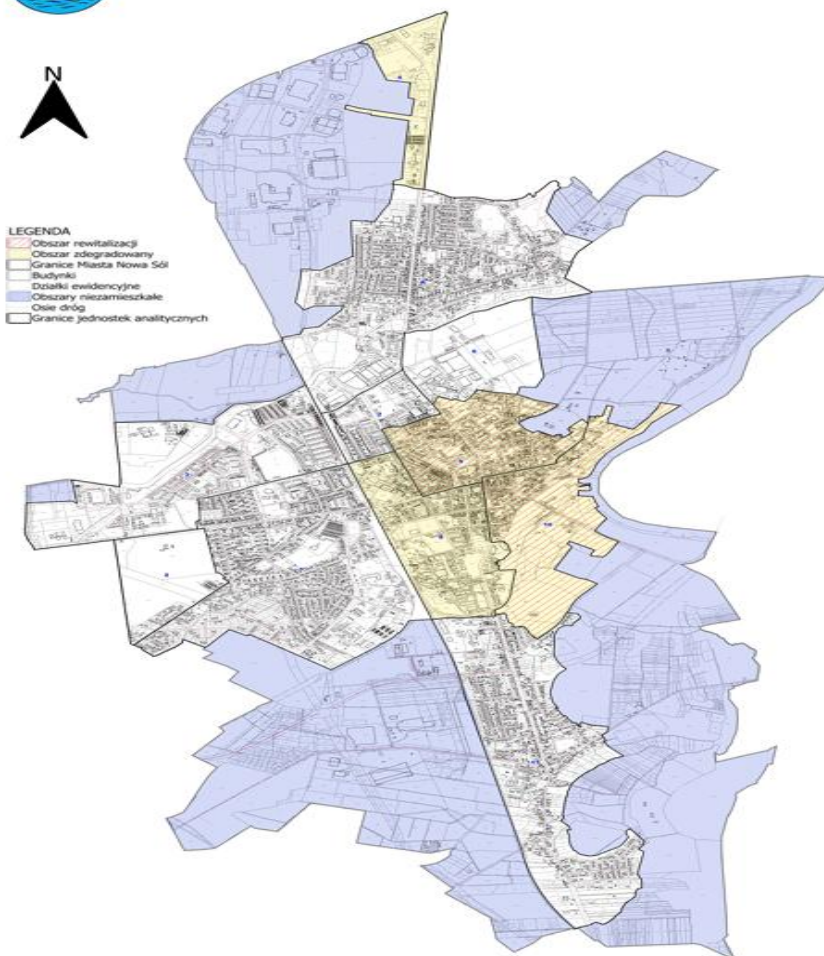 N
LEGENDA
Obszar rewitalizacji
Obszar zdegradowany
Granice Miasta Nowa Sól
Budynki
Działki ewidencyjne
Obszary niezamieszkałe
Osie dróg
Granice jednostek analitycznych